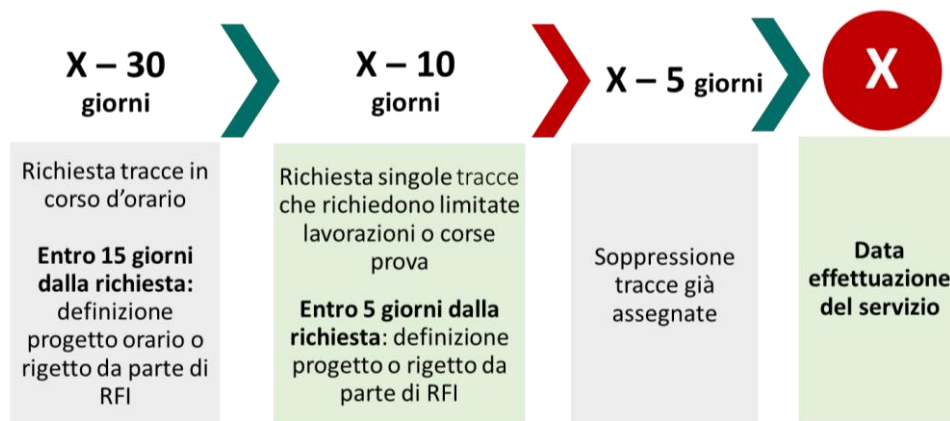 X – 30
giorni
Richiesta tracce in
corso d'orario
Entro 15 giorni
dalla richiesta:
definizione
progetto orario o
rigetto da parte di
RFI
X – 10
giorni
Richiesta singole tracce
che richiedono limitate
lavorazioni o corse
prova
Entro 5 giorni dalla
richiesta: definizione
progetto o rigetto da
parte di RFI
X – 5 giorni
Soppressione
tracce già
assegnate
X
Data
effettuazione
del servizio